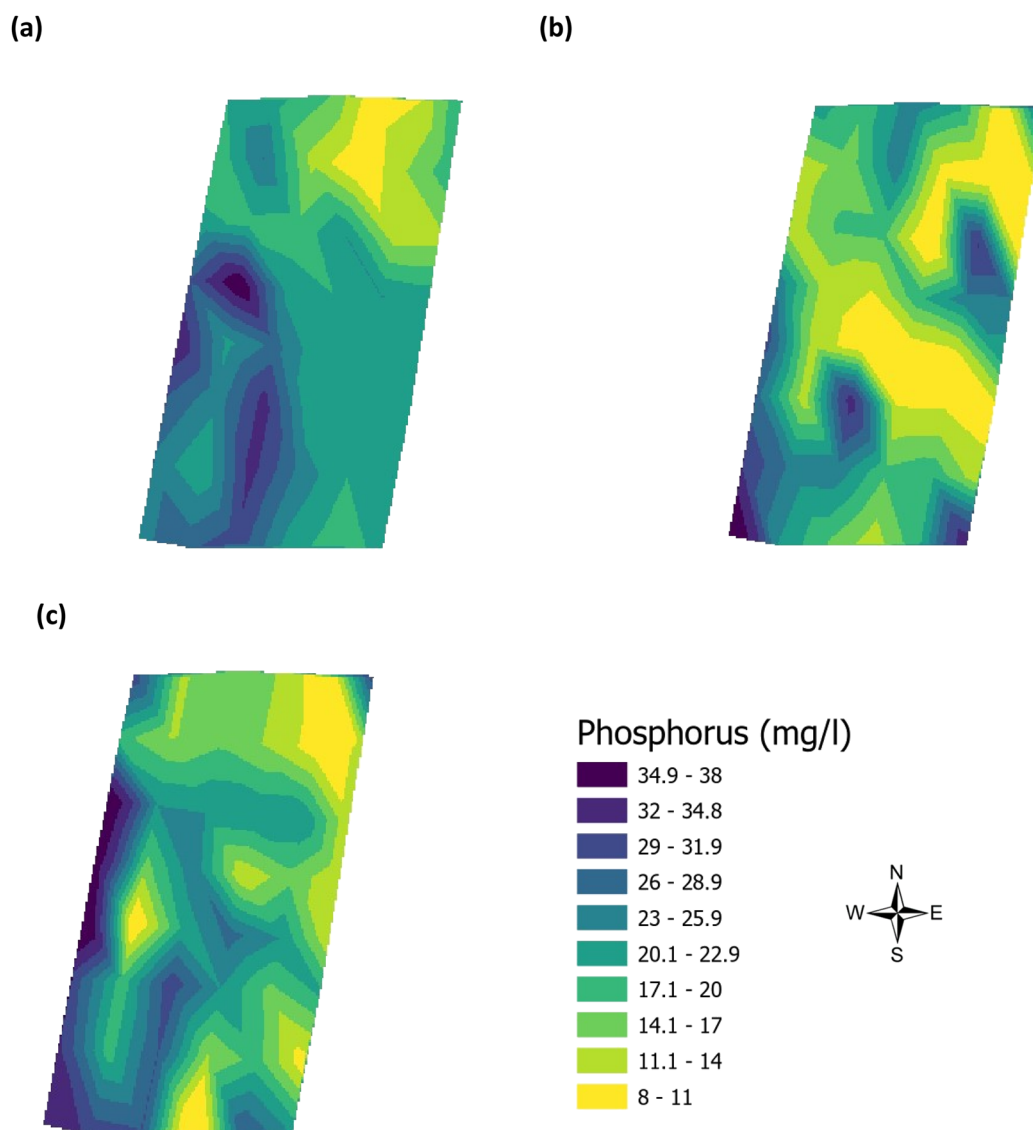 (a)
(b)
(c)
Phosphorus (mg/l)
34.9 - 38
32 - 34.8
29 - 31.9
26 - 28.9
23 - 25.9
20.1 - 22.9
17.1 - 20
14.1 - 17
11.1 - 14
8 - 11
N
W E
S